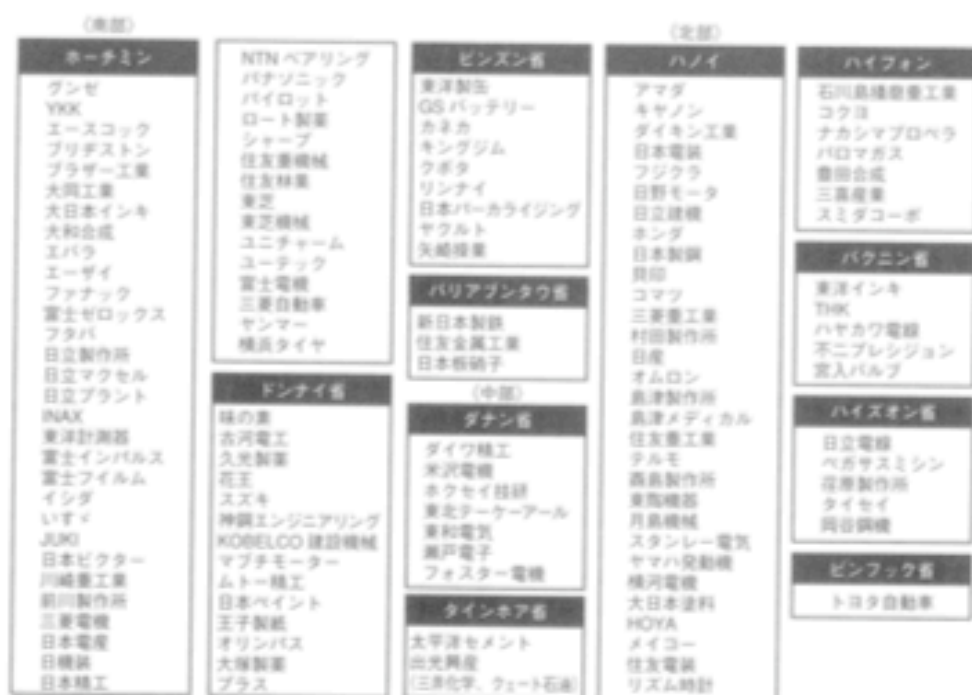 〈南部〉
ホーチミン
グンゼ
YKK
エースコック
ブリヂストン
ブラザー工業
大同工業
大日本インキ
大和合成
エバラ
エーザイ
ファナック
富士ゼロックス
フタバ
日立製作所
日立マクセル
日立プラント
INAX
東洋計測器
富士インパルス
富士フイルム
イシダ
いすゞ
JUKI
日本ビクター
川崎重工業
前川製作所
三菱電機
日本電産
日機装
日本精工
NTN ベアリング
パナソニック
パイロット
ロート製薬
シャープ
住友重機械
住友林業
東芝
東芝機械
ユニチャーム
ユーテック
富士電機
三菱自動車
ヤンマー
横浜タイヤ
ドンナイ省
味の素
古河電工
久光製薬
花王
スズキ
神鋼エンジニアリング
KOBELCO 建設機械
マブチモーター
ムトー精工
日本ペイント
王子製紙
オリンパス
大塚製薬
プラス
ビンズン省
東洋製缶
GS バッテリー
カネカ
キングジム
クボタ
リンナイ
日本パーカライジング
ヤクルト
矢崎総業
バリアブンタウ省
新日本製鉄
住友金属工業
日本板硝子
〈中部〉
ダナン省
ダイワ精工
米沢電機
ホクセイ技研
東北テーケーアール
東和電気
瀬戸電子
フォスター電機
タインホア省
太平洋セメント
出光興産
(三井化学、クェート石油)
〈北部〉
ハノイ
アマダ
キヤノン
ダイキン工業
日本電装
フジクラ
日野モータ
日立建機
ホンダ
日本製鋼
貝印
コマツ
三菱重工業
村田製作所
日産
オムロン
島津製作所
島津メディカル
住友重工業
テルモ
酉島製作所
東陶機器
月島機械
スタンレー電気
ヤマハ発動機
横河電機
大日本塗料
HOYA
メイコー
住友電装
リズム時計
ハイフォン
石川島播磨重工業
コクヨ
ナカシマプロペラ
パロマガス
豊田合成
三喜産業
スミダコーポ
バクニン省
東洋インキ
THK
ハヤカワ電線
不二プレシジョン
宮入バルブ
ハイズオン省
日立電線
ペガサスミシン
荏原製作所
タイセイ
岡谷鋼機
ビンフック省
トヨタ自動車